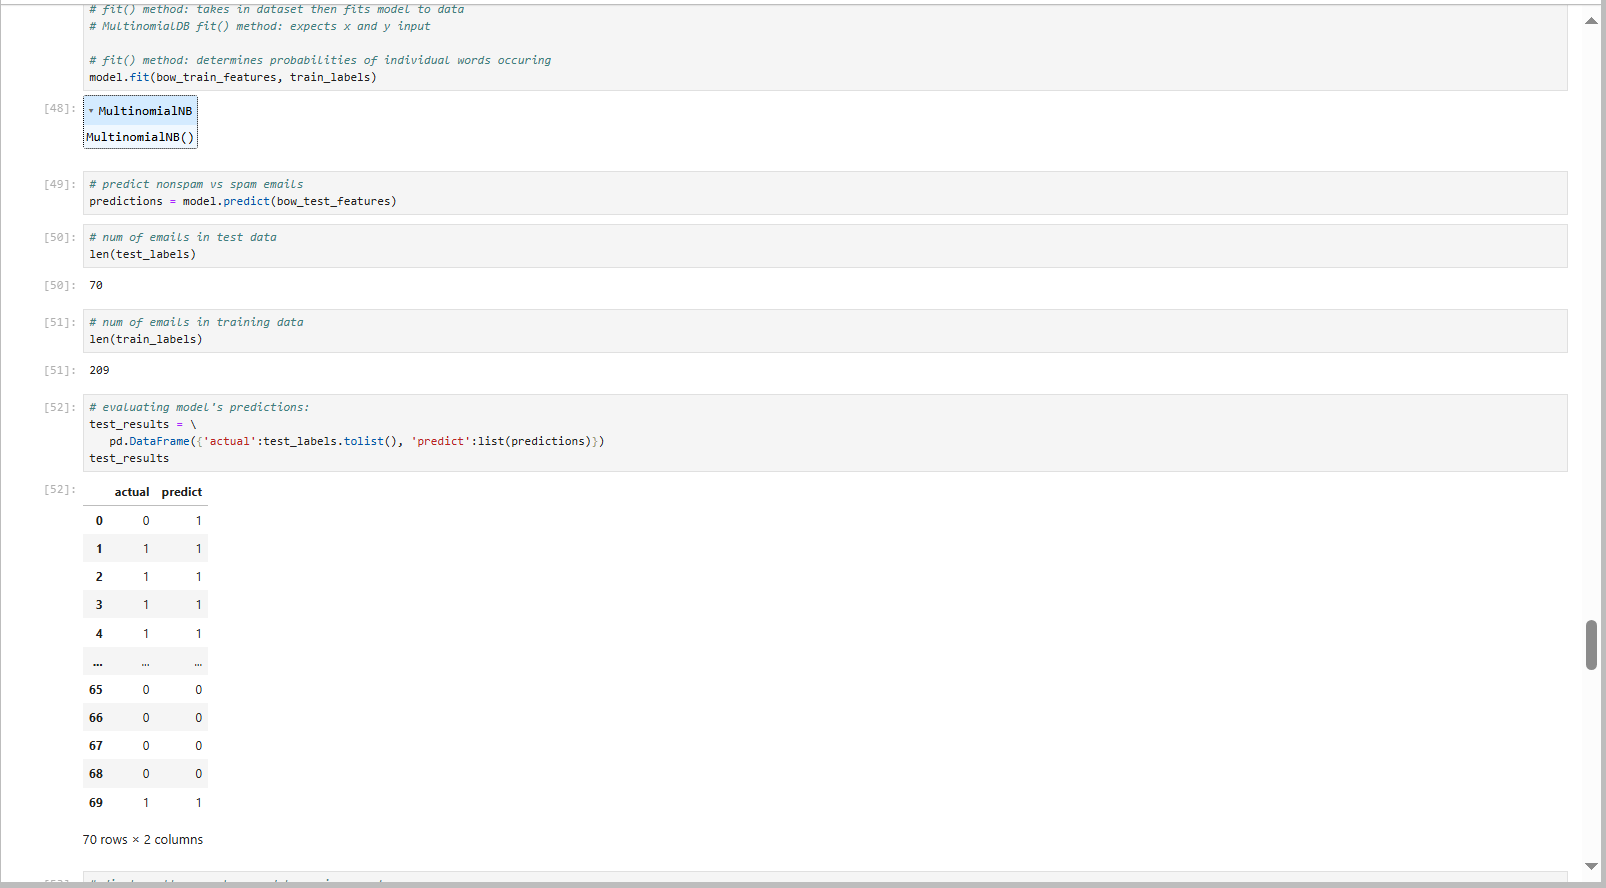 # fit() method: takes in dataset then fits model to data
# MultinomialDB fit() method: expects x and y input
# fit() method: determines probabilities of individual words occuring
model.fit(bow_train_features, train_labels)
[48]:
MultinomialNB
MultinomialNB()
[49]:
# predict nonspam vs spam emails
predictions = model.predict(bow_test_features)
[50]:
# num of emails in test data
len(test_labels)
[50]:
70
[51]:
# num of emails in training data
len(train_labels)
[51]:
209
[52]:
# evaluating model's predictions:
test_results = \
pd.DataFrame({'actual':test_labels.tolist(), 'predict':list(predictions)})
test_results
[52]:
actual predict
0 0 1
1 1 1
2 1 1
3 1 1
4 1 1
... ... ...
65 0 0
66 0 0
67 0 0
68 0 0
69 1 1
70 rows × 2 columns